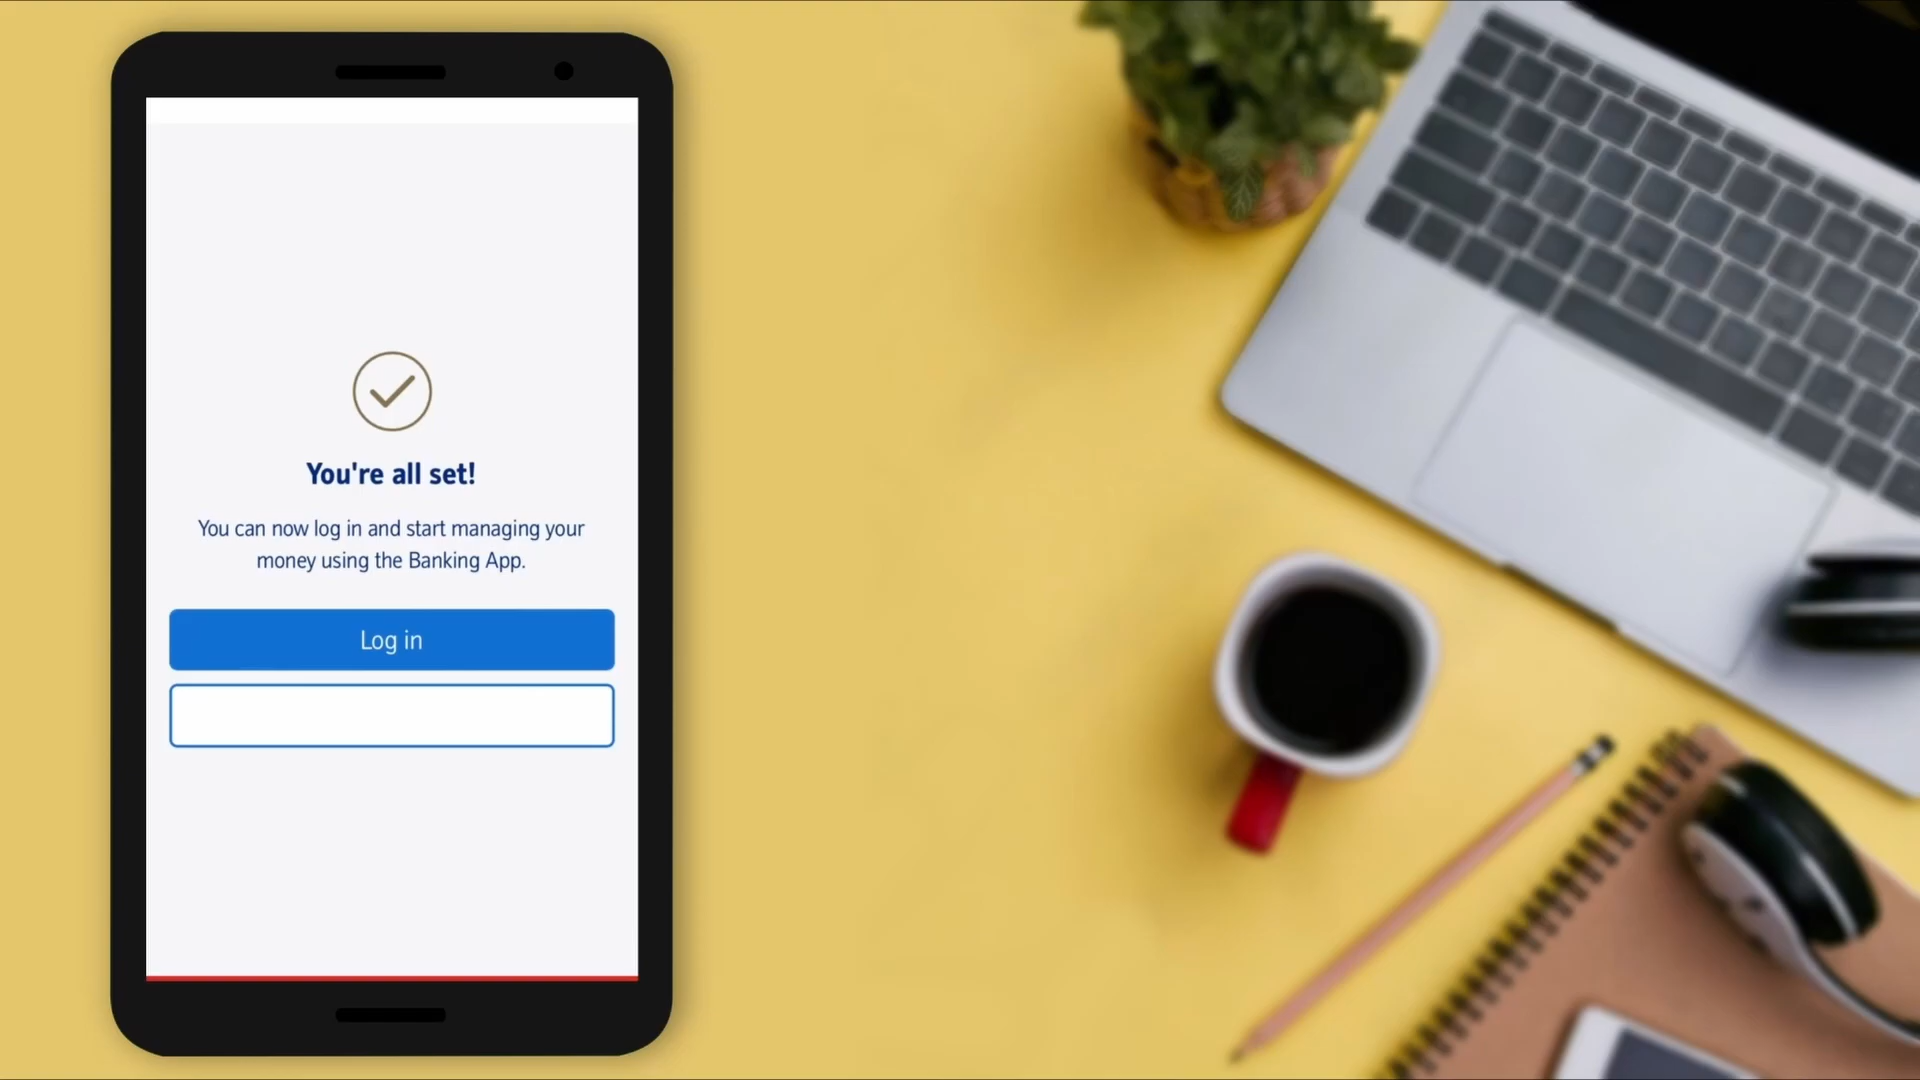 You're all set!
You can now log in and start managing your
money using the Banking App.
Log in